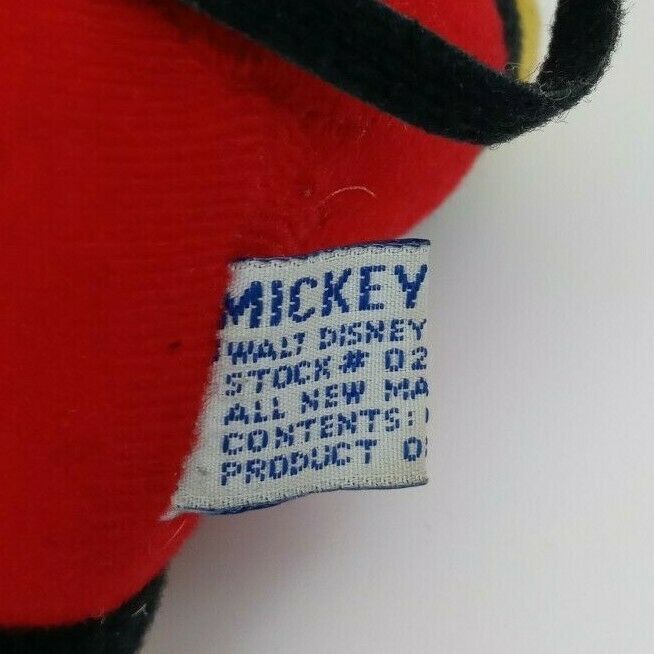 MICKEY
WALT DISNEY
STOCK# 02
ALL NEW MA
CONTENTS:
PRODUCT O